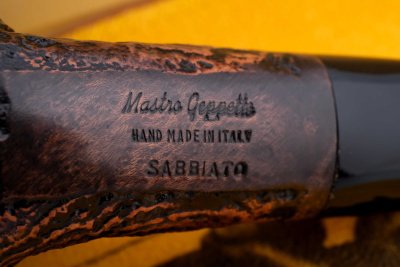 Mastro Geppetto
HAND MADE IN ITALY
SABBIATO